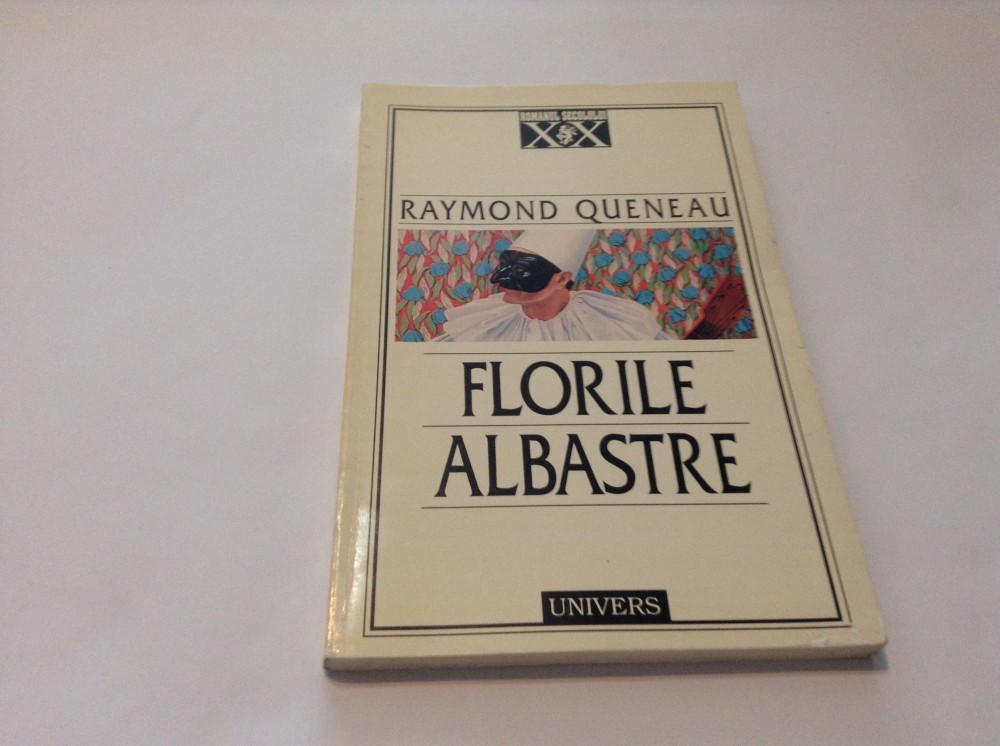 ROMANUL SECOLULUI
XX
RAYMOND QUENEAU
FLORILE
ALBASTRE
UNIVERS